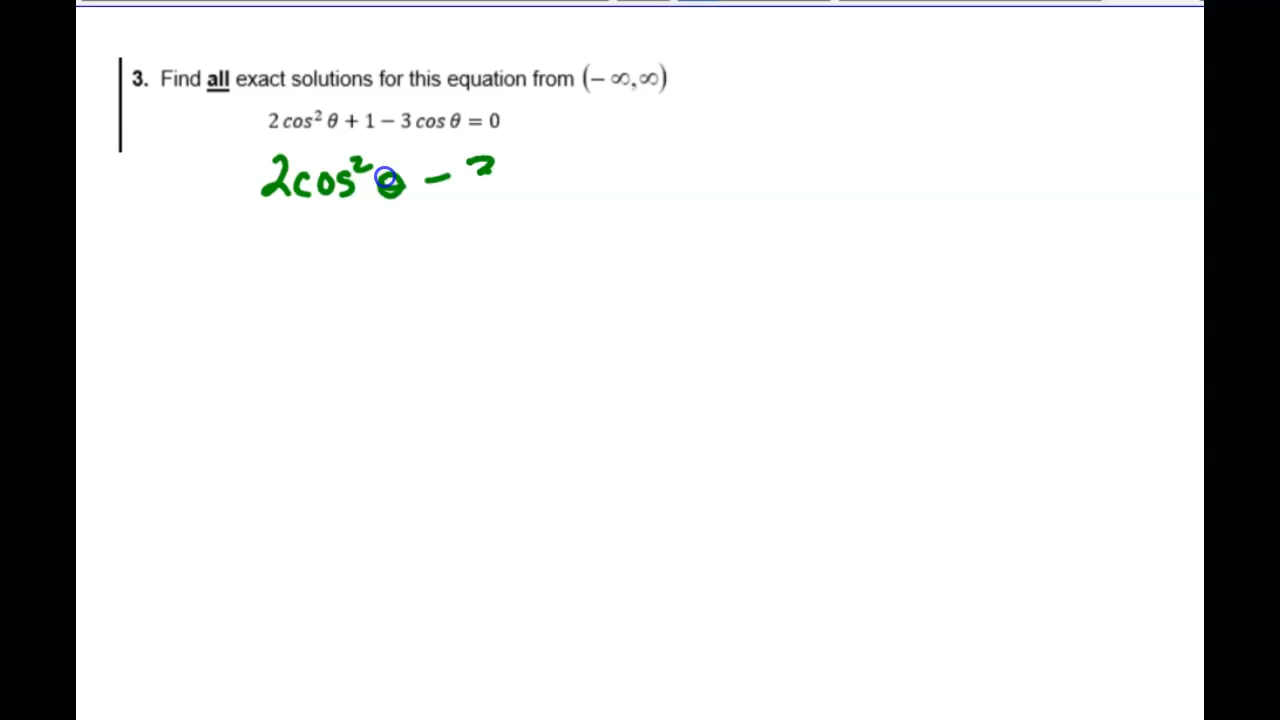 3. Find all exact solutions for this equation from (− ∞, ∞)
2 cos² θ + 1 − 3 cos θ = 0
2cos²θ −